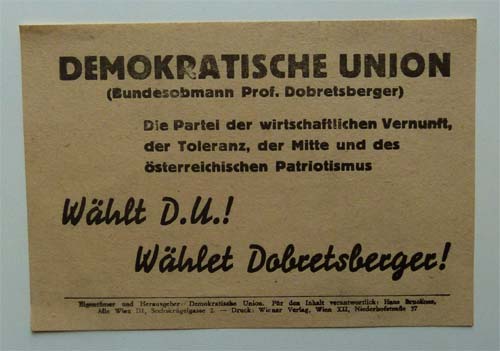 DEMOKRATISCHE UNION
(Bundesobmann Prof. Dobretsberger)
Die Partei der wirtschaftlichen Vernunft,
der Toleranz, der Mitte und des
österreichischen Patriotismus
Wählt D.U.!
Wählet Dobretsberger!
Eigentümer und Herausgeber: Demokratische Union. Für den Inhalt verantwortlich: Hans
Alle Wien III, Sechskrügelgasse 2. — Druck: Wiener Verlag, Wien XII, Niederhofstraße 37